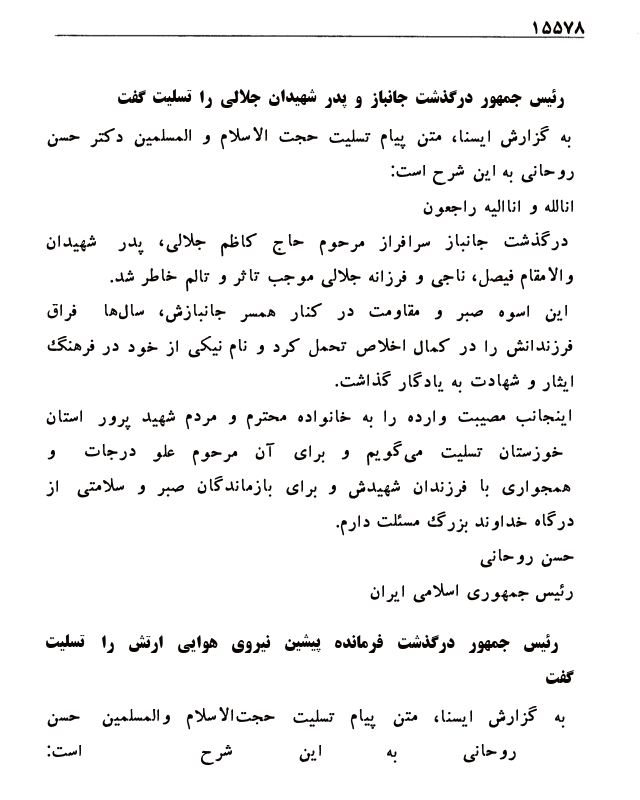 ۱۵۵۷۸
رئیس جمهور درگذشت جانباز و پدر شهیدان جلالی را تسلیت گفت
به گزارش ایسنا، متن پیام تسلیت حجت الاسلام و المسلمین دکتر حسن
روحانی به این شرح است:
انالله و اناالیه راجعون
درگذشت جانباز سرافراز مرحوم حاج کاظم جلالی، پدر شهیدان
والامقام فیصل، ناجی و فرزانه جلالی موجب تاثر و تالم خاطر شد.
این اسوه صبر و مقاومت در کنار همسر جانبازش، سال‌ها فراق
فرزندانش را در کمال اخلاص تحمل کرد و نام نیکی از خود در فرهنگ
ایثار و شهادت به یادگار گذاشت.
اینجانب مصیبت وارده را به خانواده محترم و مردم شهید پرور استان
خوزستان تسلیت می‌گویم و برای آن مرحوم علو درجات و
همجواری با فرزندان شهیدش و برای بازماندگان صبر و سلامتی از
درگاه خداوند بزرگ مسئلت دارم.
حسن روحانی
رئیس جمهوری اسلامی ایران
رئیس جمهور درگذشت فرمانده پیشین نیروی هوایی ارتش را تسلیت
گفت
به گزارش ایسنا، متن پیام تسلیت حجت‌الاسلام والمسلمین حسن
روحانی به این شرح است: